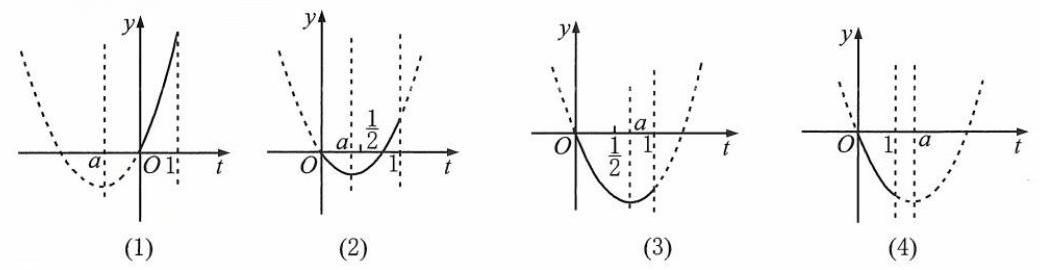 y
a O 1 t
(1)
y
a 1/2
O 1 t
(2)
y
a
O 1/2 1 t
(3)
y
O 1 a t
(4)